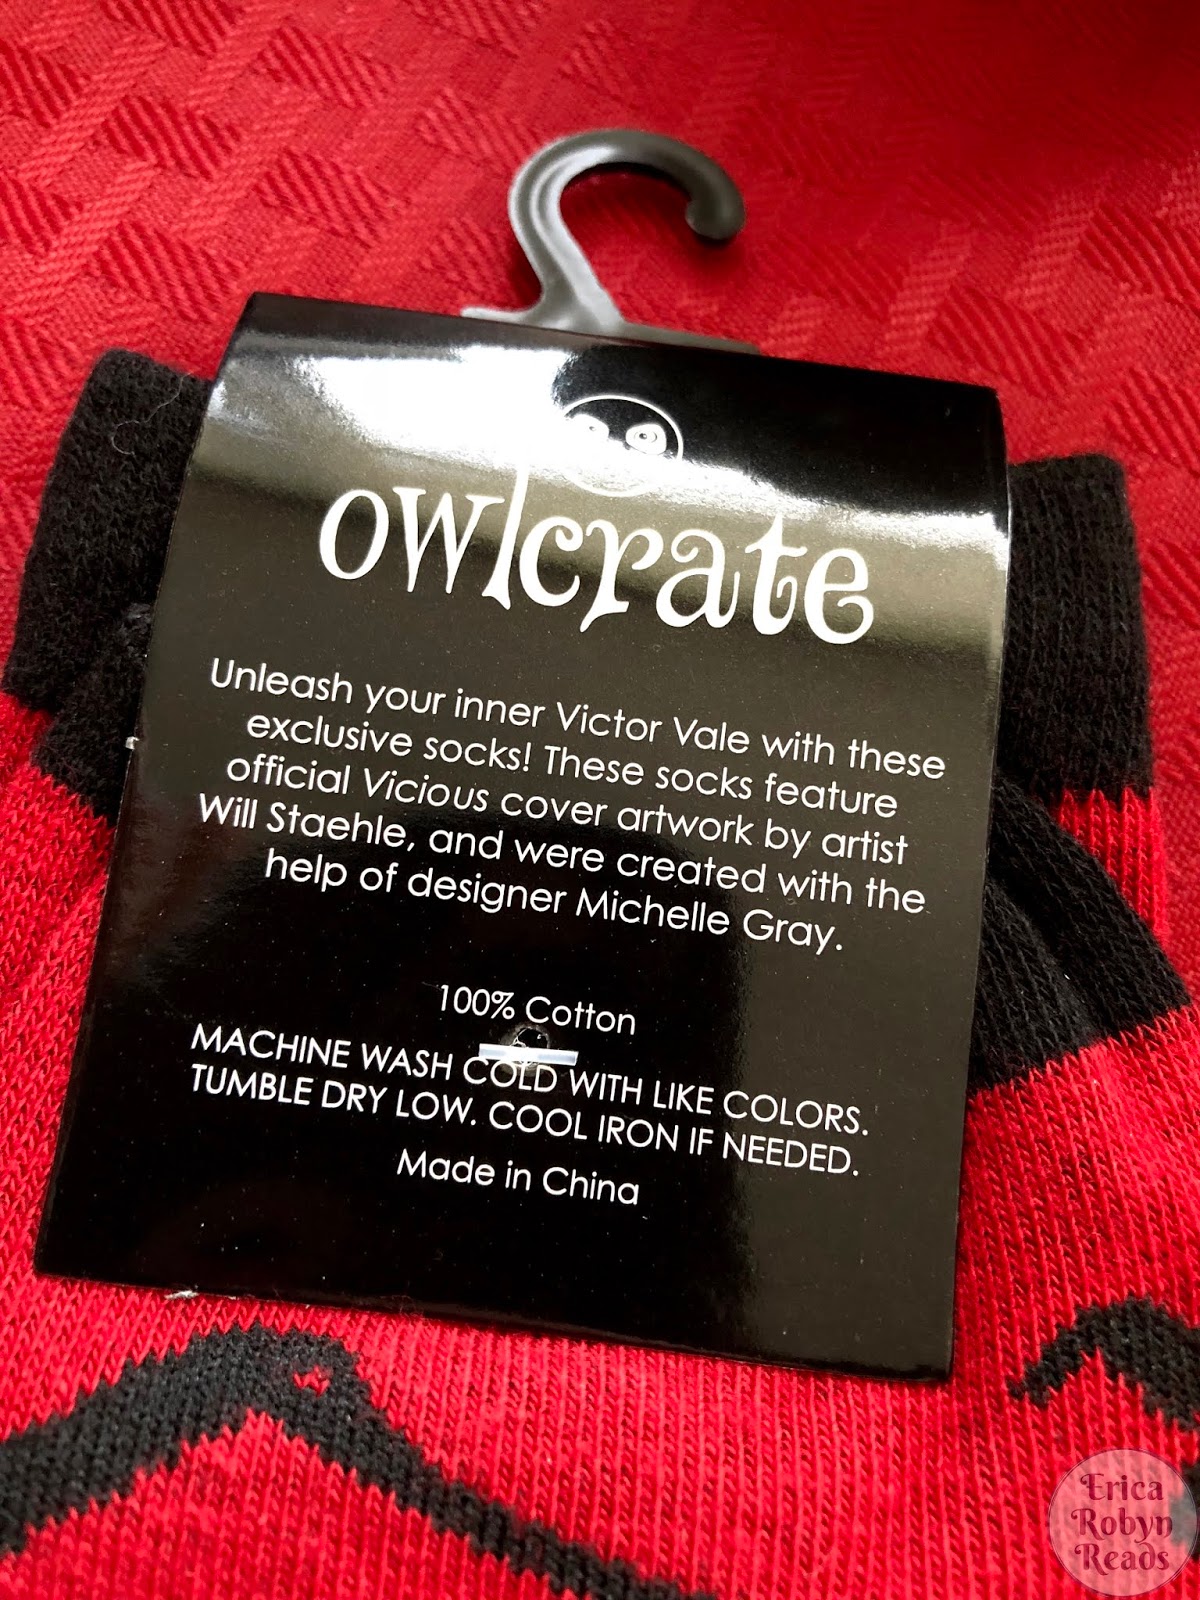 owlcrate
Unleash your inner Victor Vale with these
exclusive socks! These socks feature
official Vicious cover artwork by artist
Will Staehle, and were created with the
help of designer Michelle Gray.
100% Cotton
MACHINE WASH COLD WITH LIKE COLORS.
TUMBLE DRY LOW. COOL IRON IF NEEDED.
Made in China
Erica
Robyn
Reads